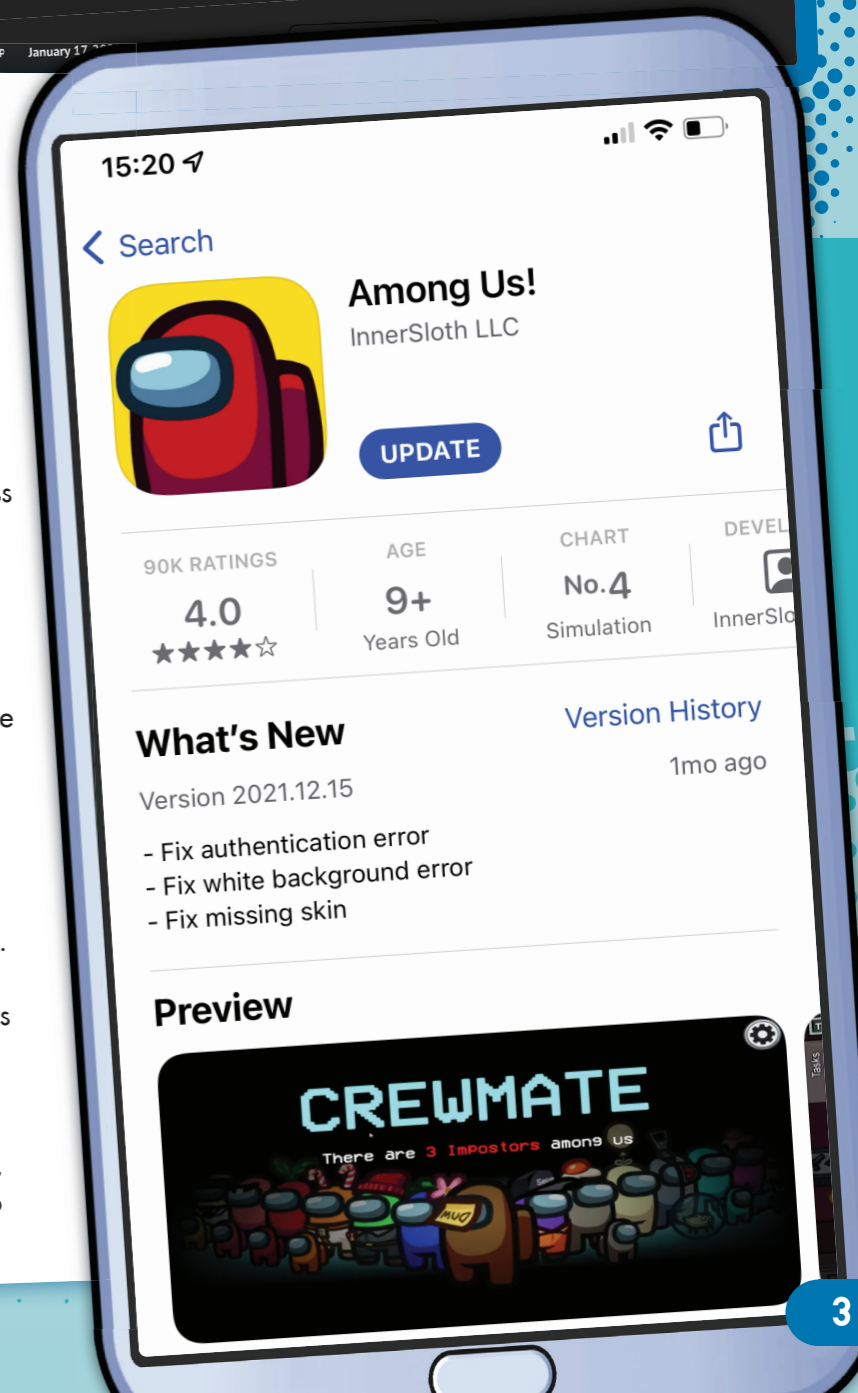 January 17
15:20
Search
Among Us!
InnerSloth LLC
UPDATE
90K RATINGS
4.0
AGE
9+
Years Old
CHART
No.4
Simulation
DEVEL
InnerSlo
What's New
Version History
Version 2021.12.15
1mo ago
- Fix authentication error
- Fix white background error
- Fix missing skin
Preview
CREWMATE
There are 3 Impostors among us
DUM
Tasks
3